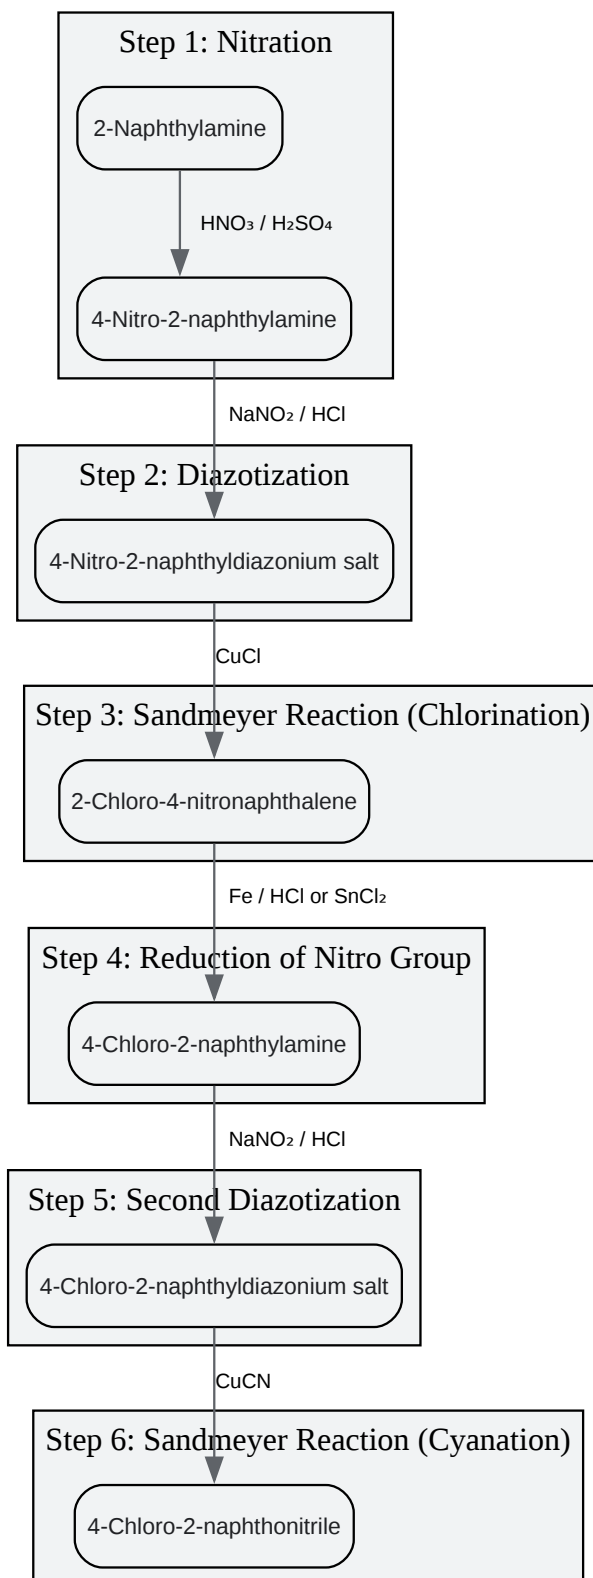 Step 1: Nitration
2-Naphthylamine
HNO₃ / H₂SO₄
4-Nitro-2-naphthylamine
NaNO₂ / HCl
Step 2: Diazotization
4-Nitro-2-naphthyldiazonium salt
CuCl
Step 3: Sandmeyer Reaction (Chlorination)
2-Chloro-4-nitronaphthalene
Fe / HCl or SnCl₂
Step 4: Reduction of Nitro Group
4-Chloro-2-naphthylamine
NaNO₂ / HCl
Step 5: Second Diazotization
4-Chloro-2-naphthyldiazonium salt
CuCN
Step 6: Sandmeyer Reaction (Cyanation)
4-Chloro-2-naphthonitrile